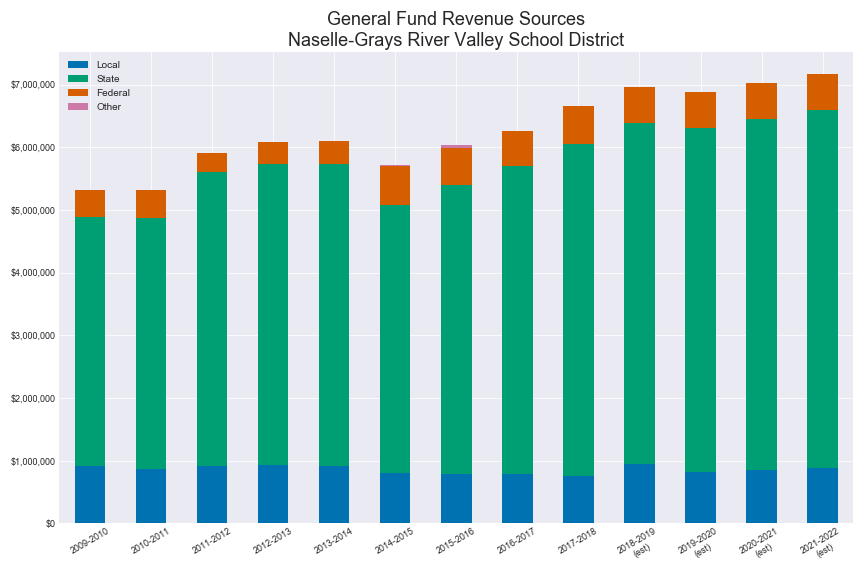 General Fund Revenue Sources
Naselle-Grays River Valley School District
Local
State
Federal
Other
$7,000,000
$6,000,000
$5,000,000
$4,000,000
$3,000,000
$2,000,000
$1,000,000
$0
2009-2010
2010-2011
2011-2012
2012-2013
2013-2014
2014-2015
2015-2016
2016-2017
2017-2018
2018-2019
(est)
2019-2020
(est)
2020-2021
(est)
2021-2022
(est)